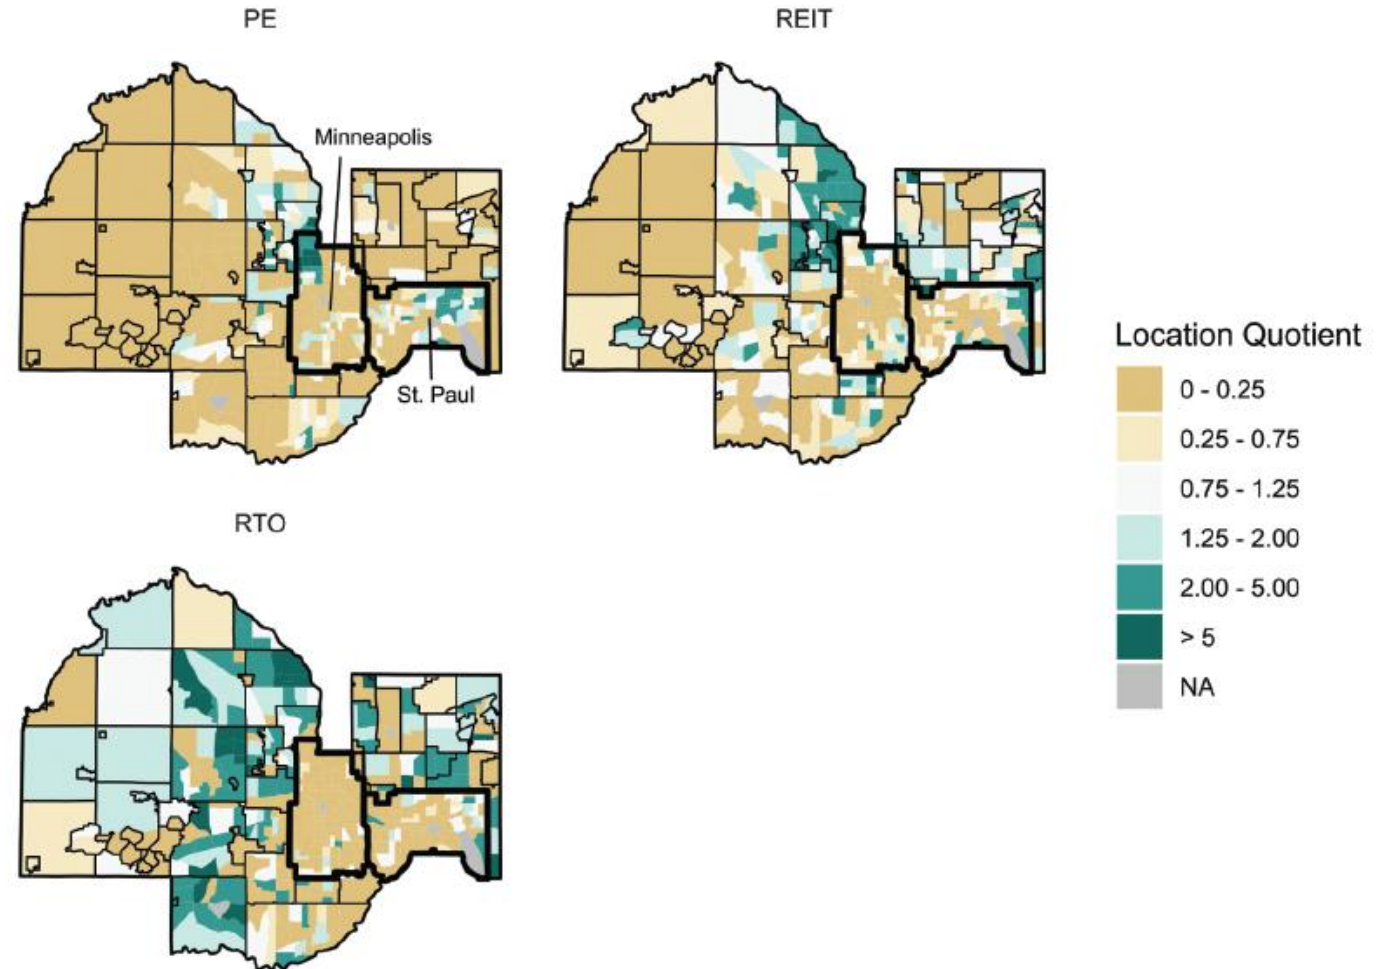 PE
REIT
Minneapolis
St. Paul
Location Quotient
0 - 0.25
0.25 - 0.75
0.75 - 1.25
1.25 - 2.00
2.00 - 5.00
> 5
NA
RTO